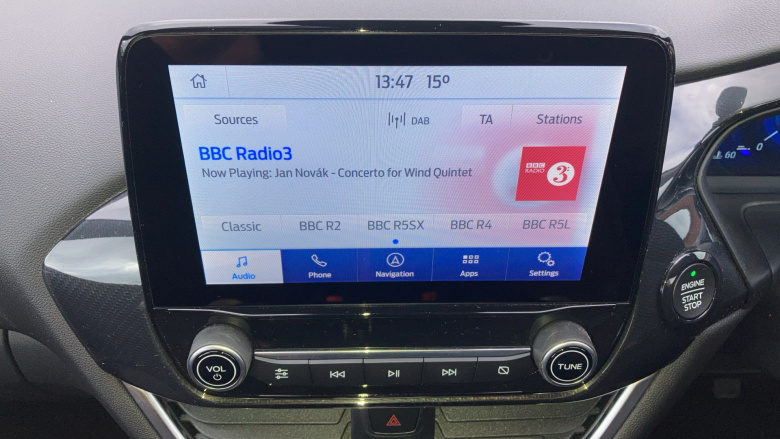 13:47 15°
Sources DAB TA Stations
BBC Radio3
Now Playing: Jan Novák - Concerto for Wind Quintet
BBC
RADIO 3
Classic BBC R2 BBC R5SX BBC R4 BBC R5L
Audio Phone Navigation Apps Settings
60 0
ENGINE
START
STOP
VOL TUNE